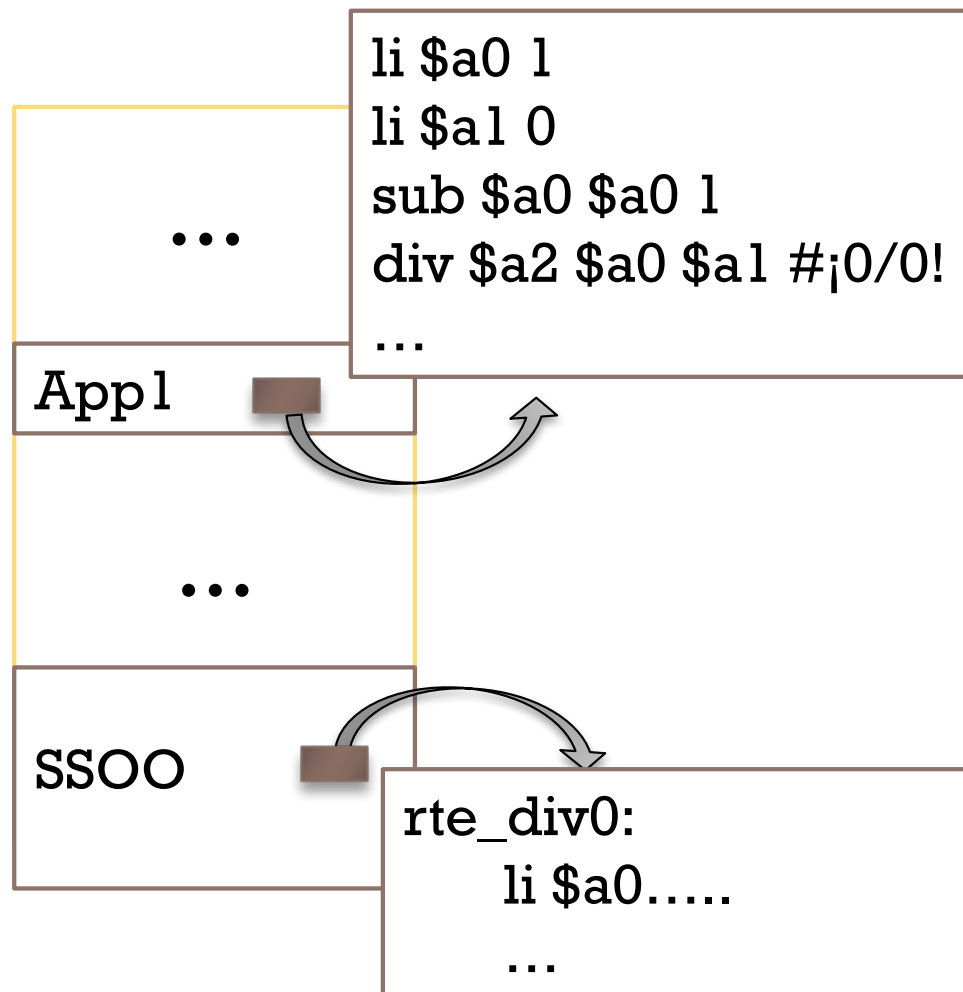 li $a0 1
li $a1 0
sub $a0 $a0 1
div $a2 $a0 $a1 #¡0/0!
…
…
App1
…
SSOO
rte_div0:
li $a0…..
…